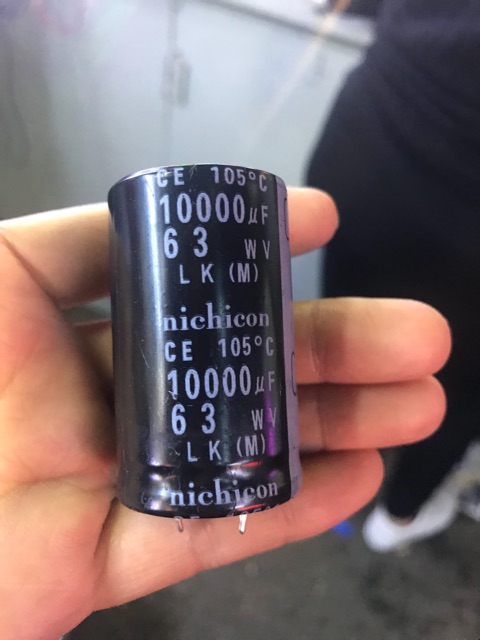 CE 105°C
10000μF
63 WV
LK (M)
nichicon
CE 105°C
10000μF
63 WV
LK (M)
nichicon